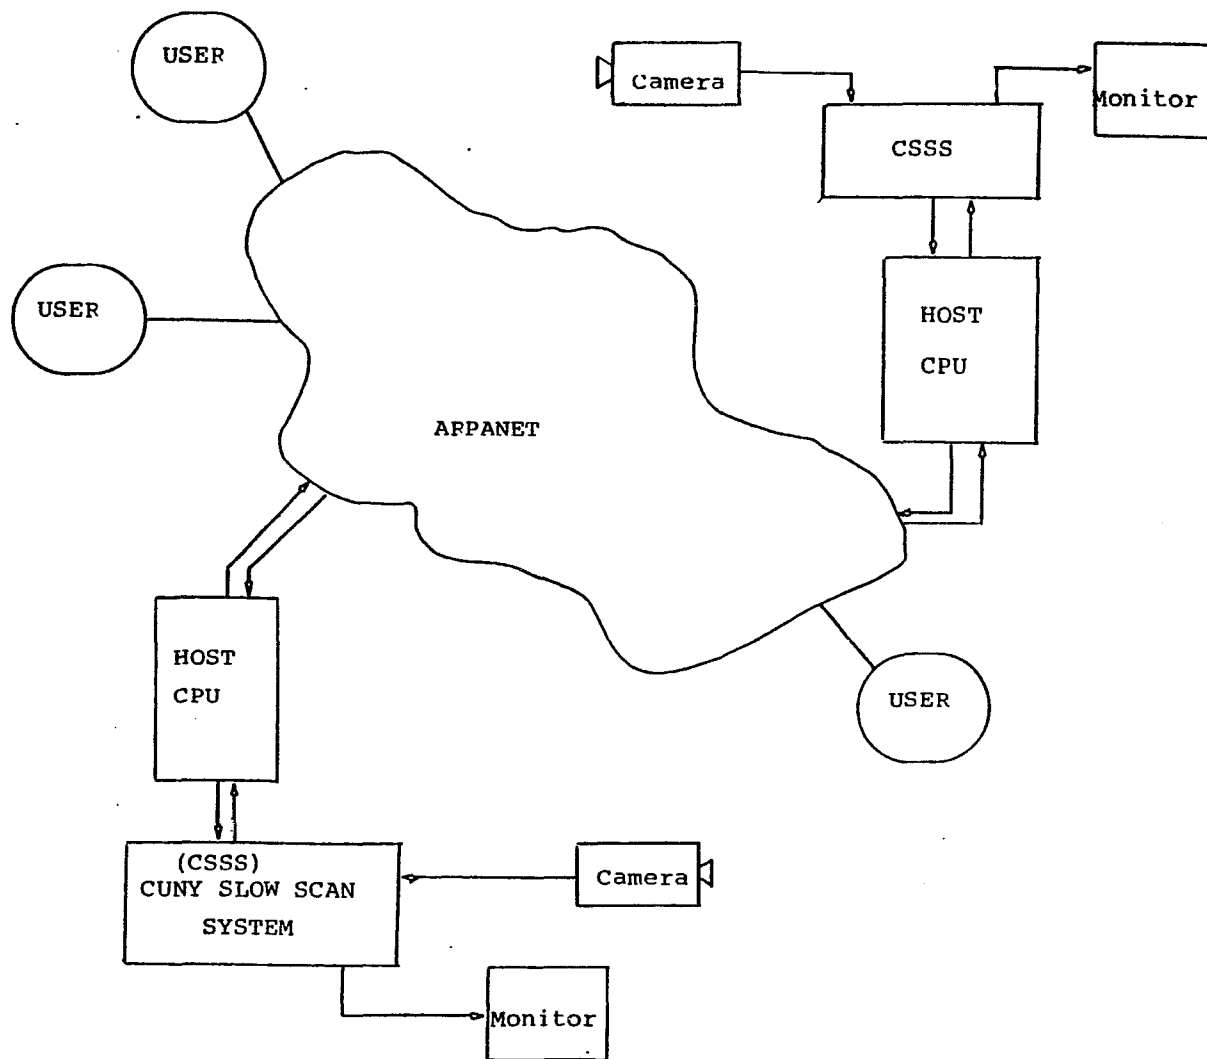 USER
Camera
Monitor
CSSS
USER
HOST
CPU
ARPANET
HOST
CPU
USER
(CSSS)
CUNY SLOW SCAN
SYSTEM
Camera
Monitor